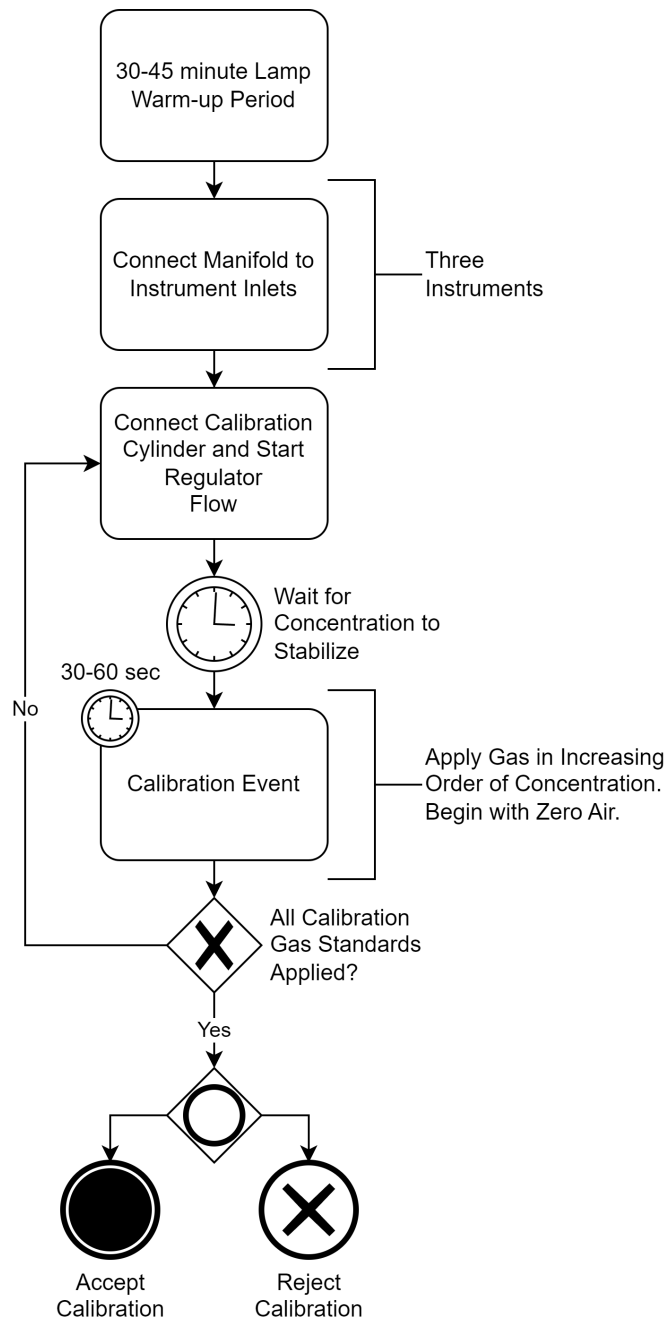 30-45 minute Lamp
Warm-up Period
Connect Manifold to
Instrument Inlets
Three
Instruments
Connect Calibration
Cylinder and Start
Regulator
Flow
Wait for
Concentration to
Stabilize
30-60 sec
No
Calibration Event
Apply Gas in Increasing
Order of Concentration.
Begin with Zero Air.
All Calibration
Gas Standards
Applied?
Yes
Accept
Calibration
Reject
Calibration